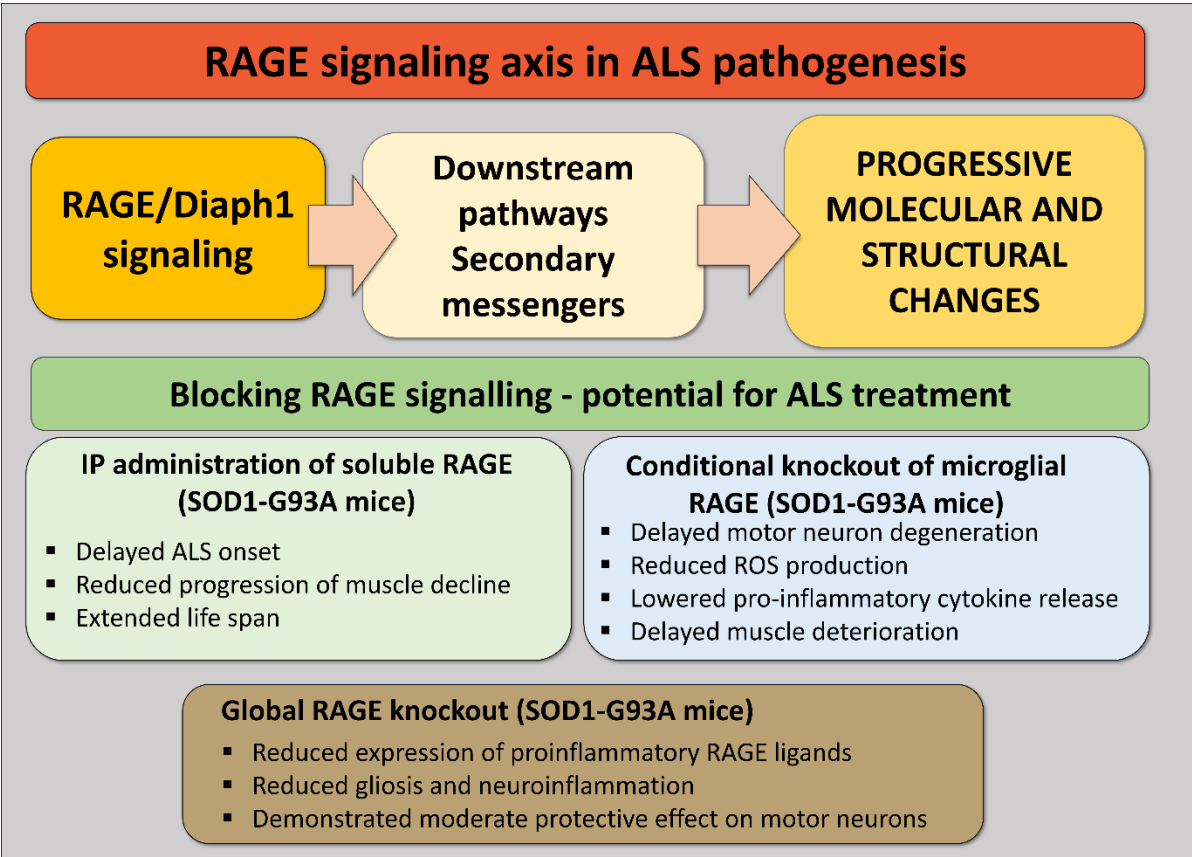 RAGE signaling axis in ALS pathogenesis
RAGE/Diaph1
signaling
Downstream
pathways
Secondary
messengers
PROGRESSIVE
MOLECULAR AND
STRUCTURAL
CHANGES
Blocking RAGE signalling - potential for ALS treatment
IP administration of soluble RAGE
(SOD1-G93A mice)
▪ Delayed ALS onset
▪ Reduced progression of muscle decline
▪ Extended life span
Conditional knockout of microglial
RAGE (SOD1-G93A mice)
▪ Delayed motor neuron degeneration
▪ Reduced ROS production
▪ Lowered pro-inflammatory cytokine release
▪ Delayed muscle deterioration
Global RAGE knockout (SOD1-G93A mice)
▪ Reduced expression of proinflammatory RAGE ligands
▪ Reduced gliosis and neuroinflammation
▪ Demonstrated moderate protective effect on motor neurons